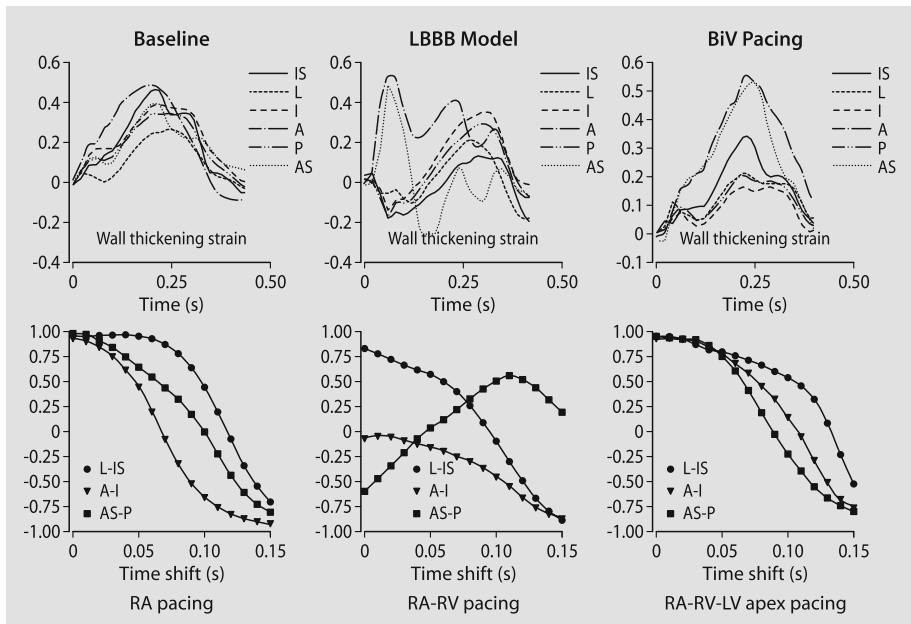 Baseline
0.6
0.4
0.2
0
-0.2
-0.4
IS
L
I
A
P
AS
Wall thickening strain
0 0.25 0.50
Time (s)
LBBB Model
0.6
0.4
0.2
0
-0.2
-0.4
IS
L
I
A
P
AS
Wall thickening strain
0 0.25 0.50
Time (s)
BiV Pacing
0.6
0.5
0.4
0.3
0.2
0.1
0
-0.1
IS
L
I
A
P
AS
Wall thickening strain
0 0.25 0.50
Time (s)
1.00
0.75
0.50
0.25
0
-0.25
-0.50
-0.75
-1.00
L-IS
A-I
AS-P
0 0.05 0.10 0.15
Time shift (s)
RA pacing
1.00
0.75
0.50
0.25
0
-0.25
-0.50
-0.75
-1.00
L-IS
A-I
AS-P
0 0.05 0.10 0.15
Time shift (s)
RA-RV pacing
1.00
0.75
0.50
0.25
0
-0.25
-0.50
-0.75
-1.00
L-IS
A-I
AS-P
0 0.05 0.10 0.15
Time shift (s)
RA-RV-LV apex pacing